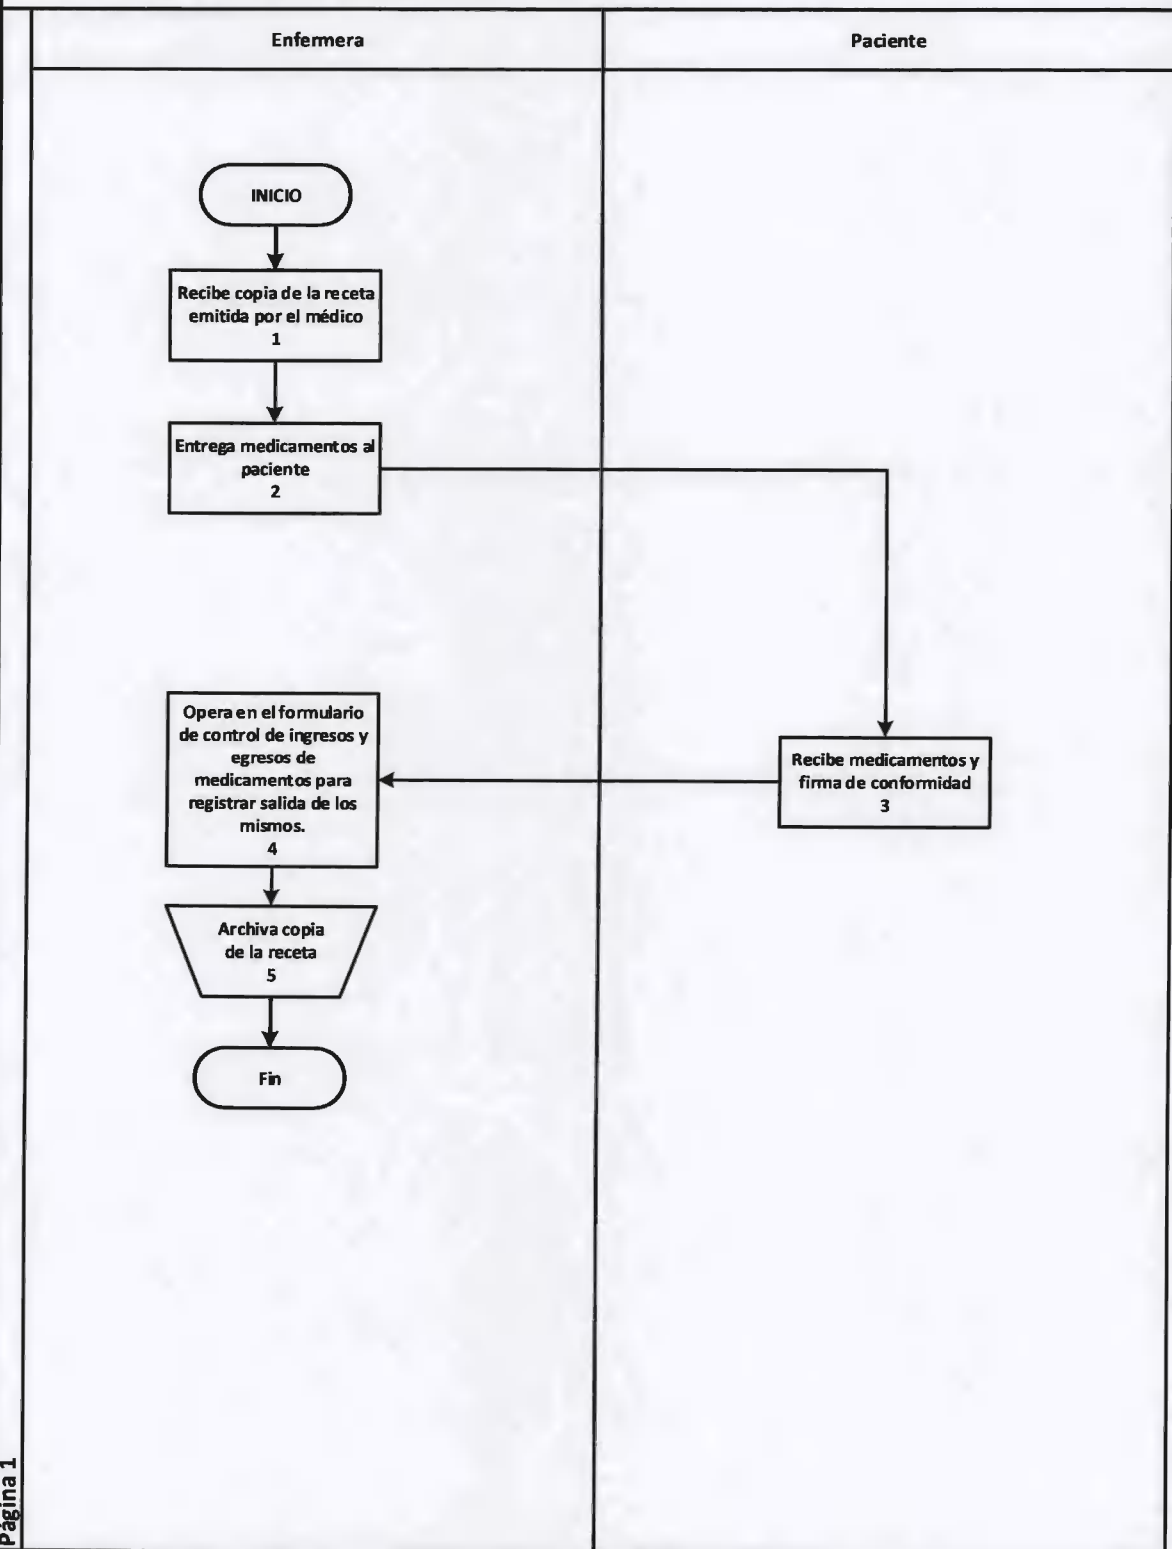 Enfermera
Paciente
INICIO
Recibe copia de la receta
emitida por el médico
1
Entrega medicamentos al
paciente
2
Recibe medicamentos y
firma de conformidad
3
Opera en el formulario
de control de ingresos y
egresos de
medicamentos para
registrar salida de los
mismos.
4
Archiva copia
de la receta
5
Fin
Página 1